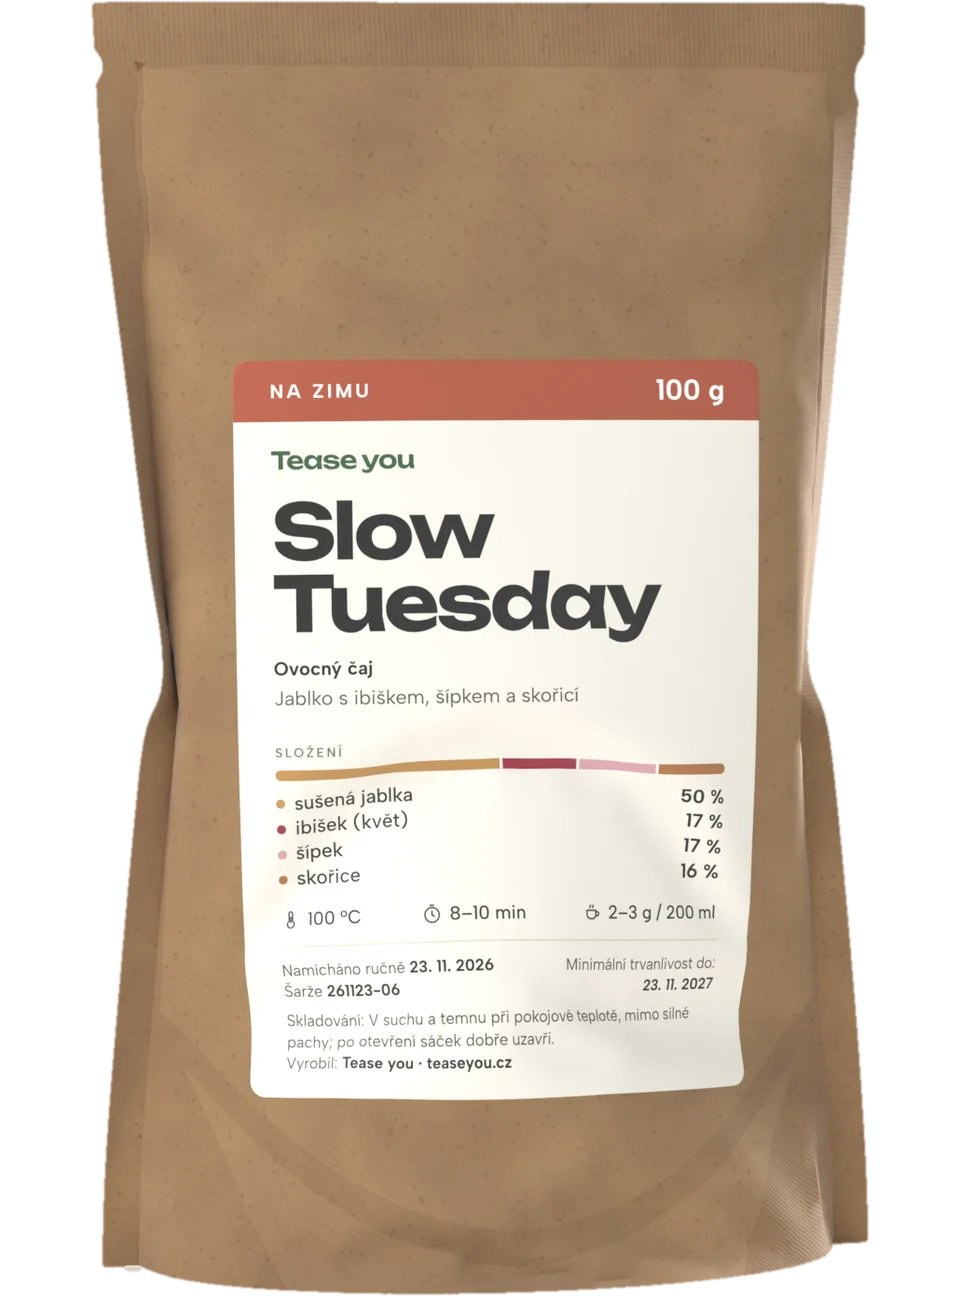 NA ZIMU 100 g
Tease you
Slow
Tuesday
Ovocný čaj
Jablko s ibiškem, šípkem a skořicí
SLOŽENÍ
sušená jablka 50 %
ibišek (květ) 17 %
šípek 17 %
skořice 16 %
100 °C 8–10 min 2–3 g / 200 ml
Namícháno ručně 23. 11. 2026 Minimální trvanlivost do:
Šarže 261123-06 23. 11. 2027
Skladování: V suchu a temnu při pokojové teplotě, mimo silné
pachy; po otevření sáček dobře uzavři.
Vyrobil: Tease you · teaseyou.cz